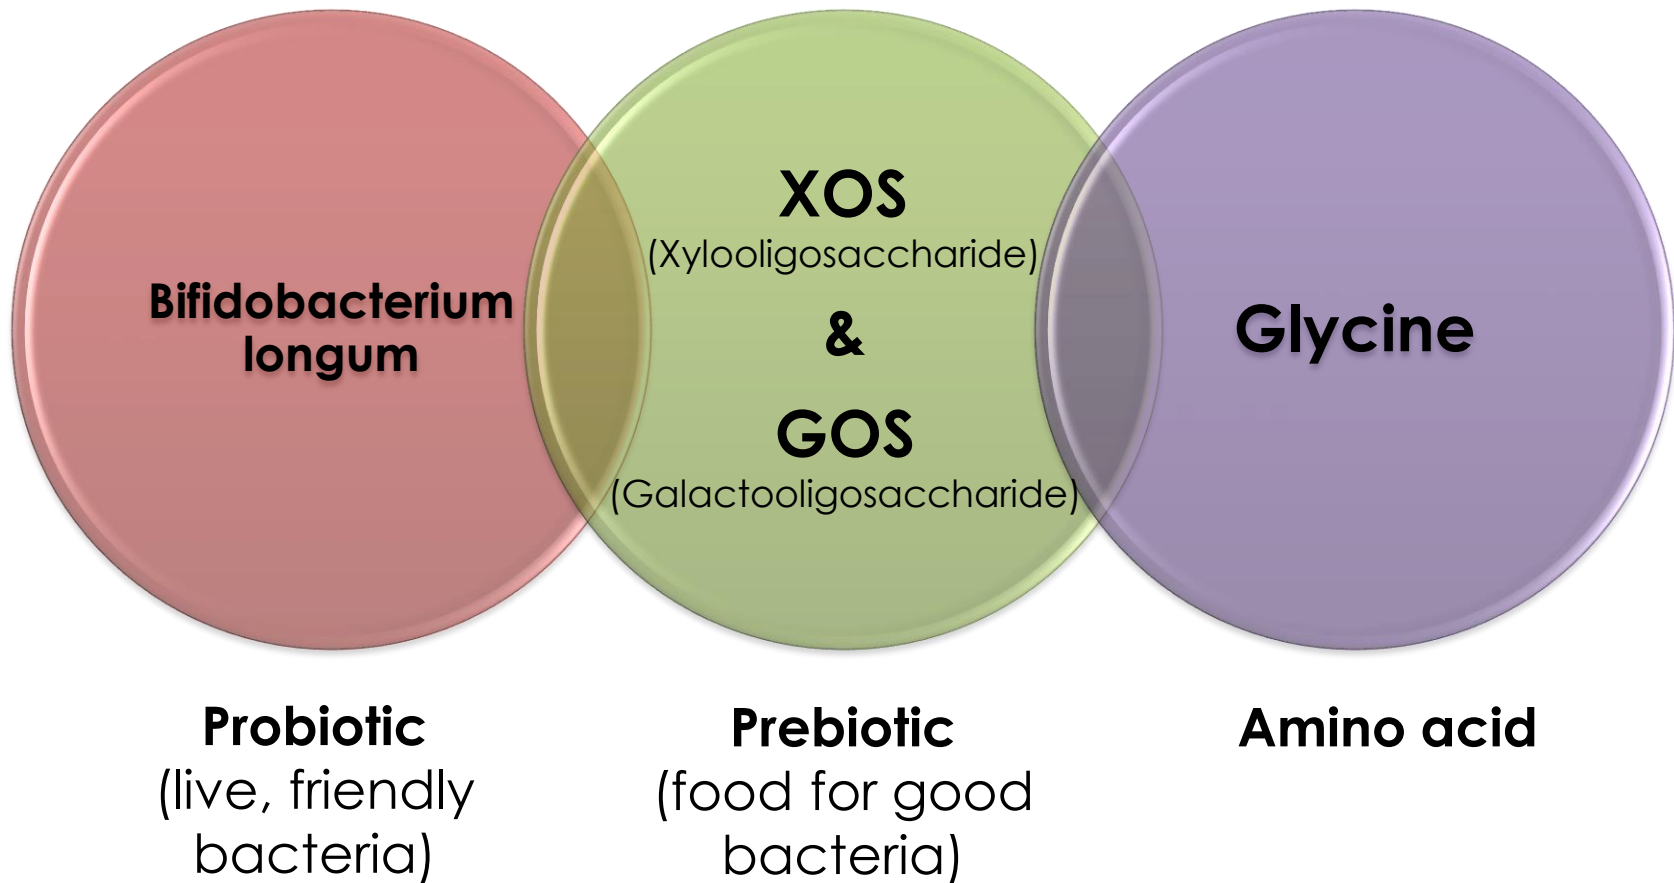 Bifidobacterium
longum
XOS
(Xylooligosaccharide)
&
GOS
(Galactooligosaccharide)
Glycine
Probiotic
(live, friendly
bacteria)
Prebiotic
(food for good
bacteria)
Amino acid